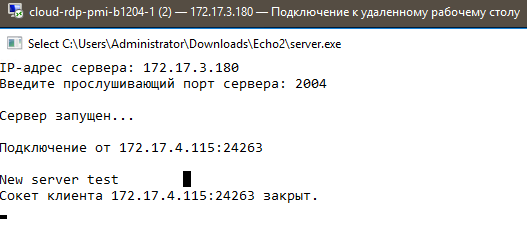 cloud-rdp-pmi-b1204-1 (2) — 172.17.3.180 — Подключение к удаленному рабочему столу
Select C:\Users\Administrator\Downloads\Echo2\server.exe
IP-адрес сервера: 172.17.3.180
Введите прослушивающий порт сервера: 2004
Сервер запущен...
Подключение от 172.17.4.115:24263
New server test
Сокет клиента 172.17.4.115:24263 закрыт.